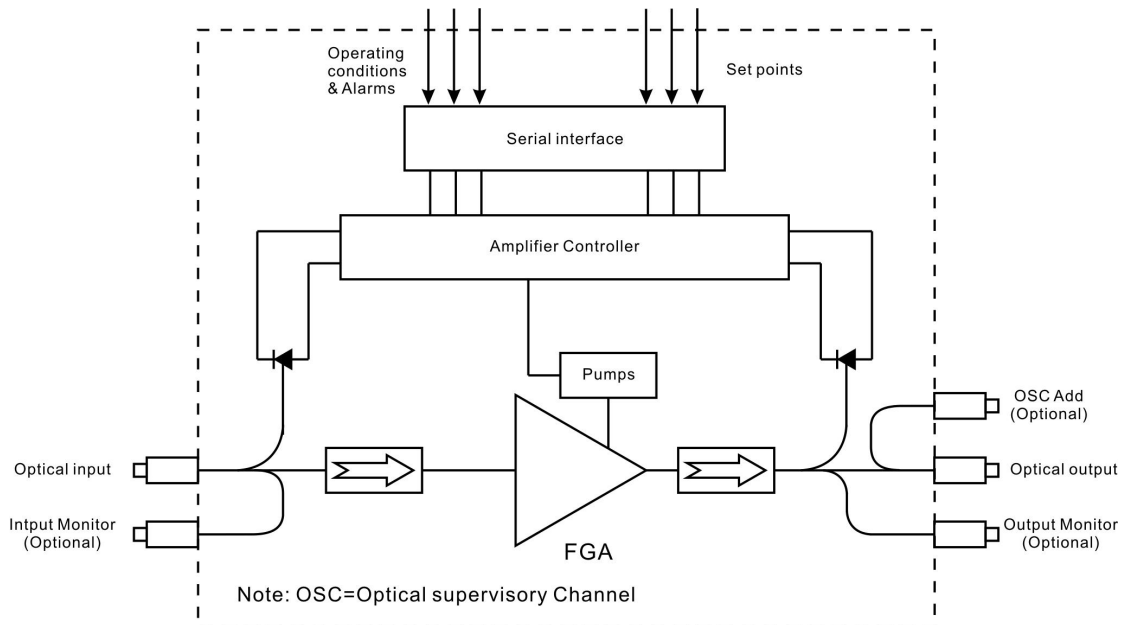 Operating
conditions
& Alarms
Set points
Serial interface
Amplifier Controller
Pumps
OSC Add
(Optional)
Optical input
Optical output
Intput Monitor
(Optional)
Output Monitor
(Optional)
FGA
Note: OSC=Optical supervisory Channel